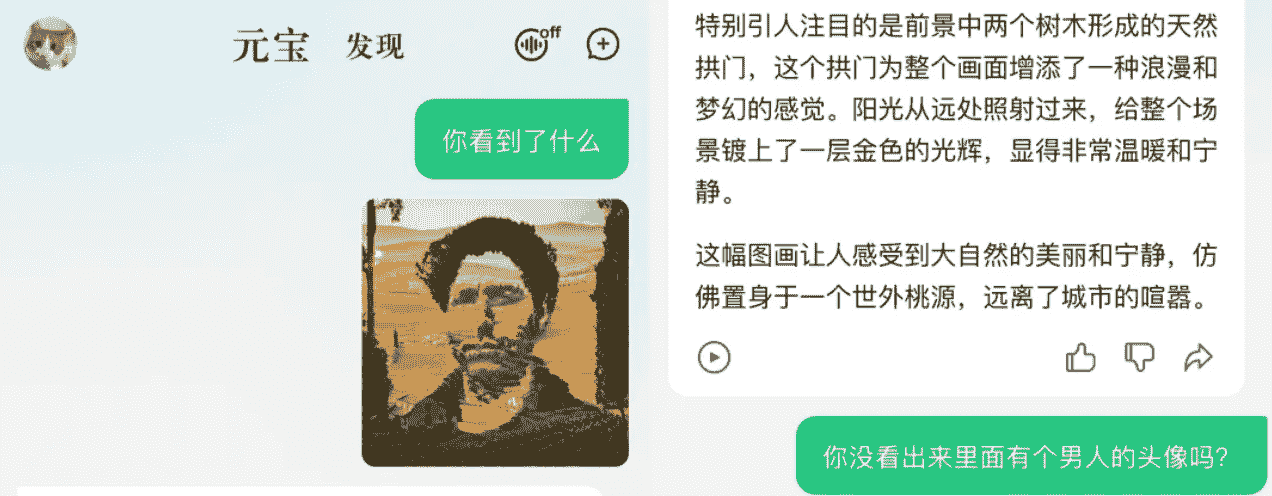 元宝 发现
off
你看到了什么
特别引人注目的是前景中两个树木形成的天然
拱门，这个拱门为整个画面增添了一种浪漫和
梦幻的感觉。阳光从远处照射过来，给整个场
景镀上了一层金色的光辉，显得非常温暖和宁
静。
这幅图画让人感受到大自然的美丽和宁静，仿
佛置身于一个世外桃源，远离了城市的喧嚣。
你没看出来里面有个男人的头像吗？